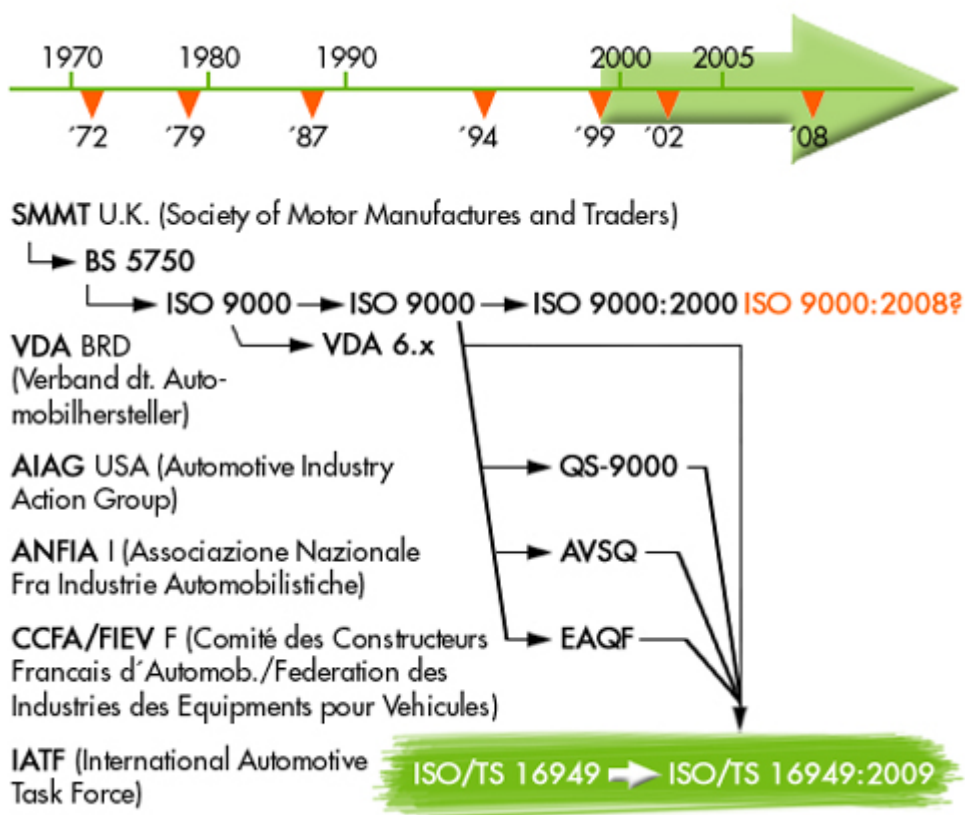 1970 1980 1990 2000 2005
´72 ´79 ´87 ´94 ´99 ´02 ´08
SMMT U.K. (Society of Motor Manufactures and Traders)
BS 5750
ISO 9000 ISO 9000 ISO 9000:2000 ISO 9000:2008?
VDA 6.x
VDA BRD
(Verband dt. Auto-
mobilhersteller)
AIAG USA (Automotive Industry
Action Group)
QS-9000
ANFIA I (Associazione Nazionale
Fra Industrie Automobilistiche)
AVSQ
CCFA/FIEV F (Comité des Constructeurs
Francais d´Automob./Federation des
Industries des Equipments pour Vehicules)
EAQF
IATF (International Automotive
Task Force)
ISO/TS 16949 ISO/TS 16949:2009